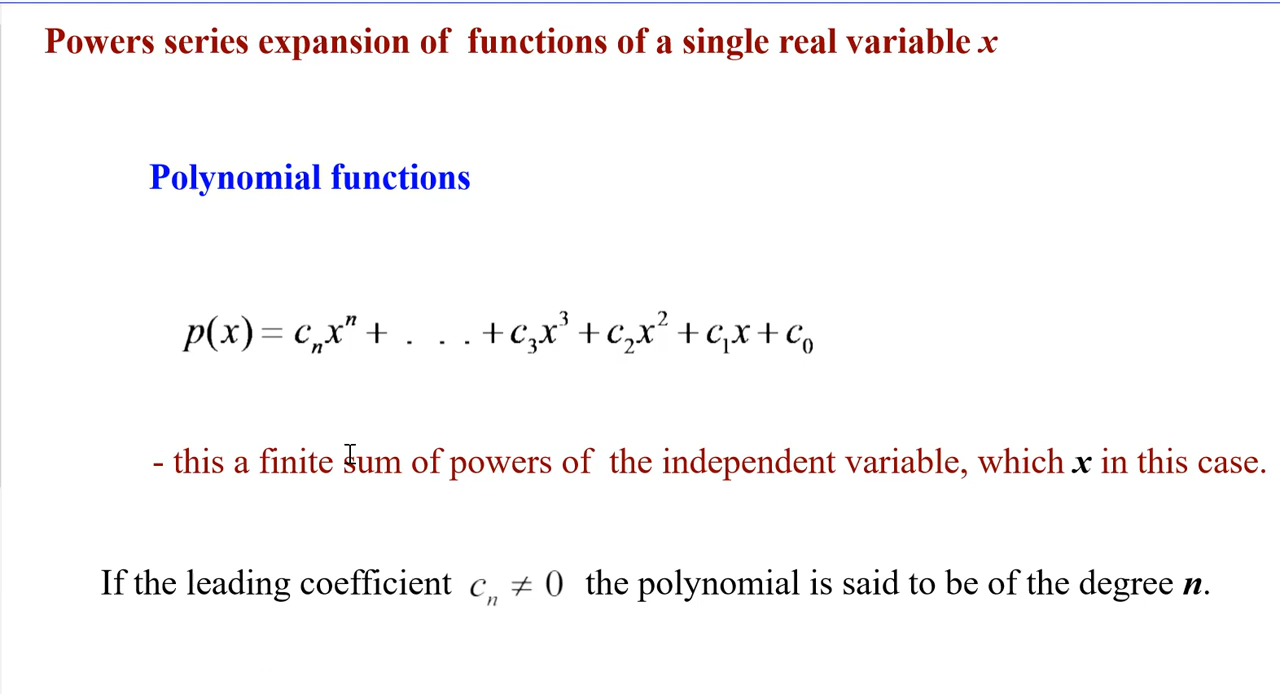 Powers series expansion of functions of a single real variable x
Polynomial functions
p(x) = cₙxⁿ + . . . + c₃x³ + c₂x² + c₁x + c₀
- this a finite sum of powers of the independent variable, which x in this case.
If the leading coefficient cₙ ≠ 0 the polynomial is said to be of the degree n.